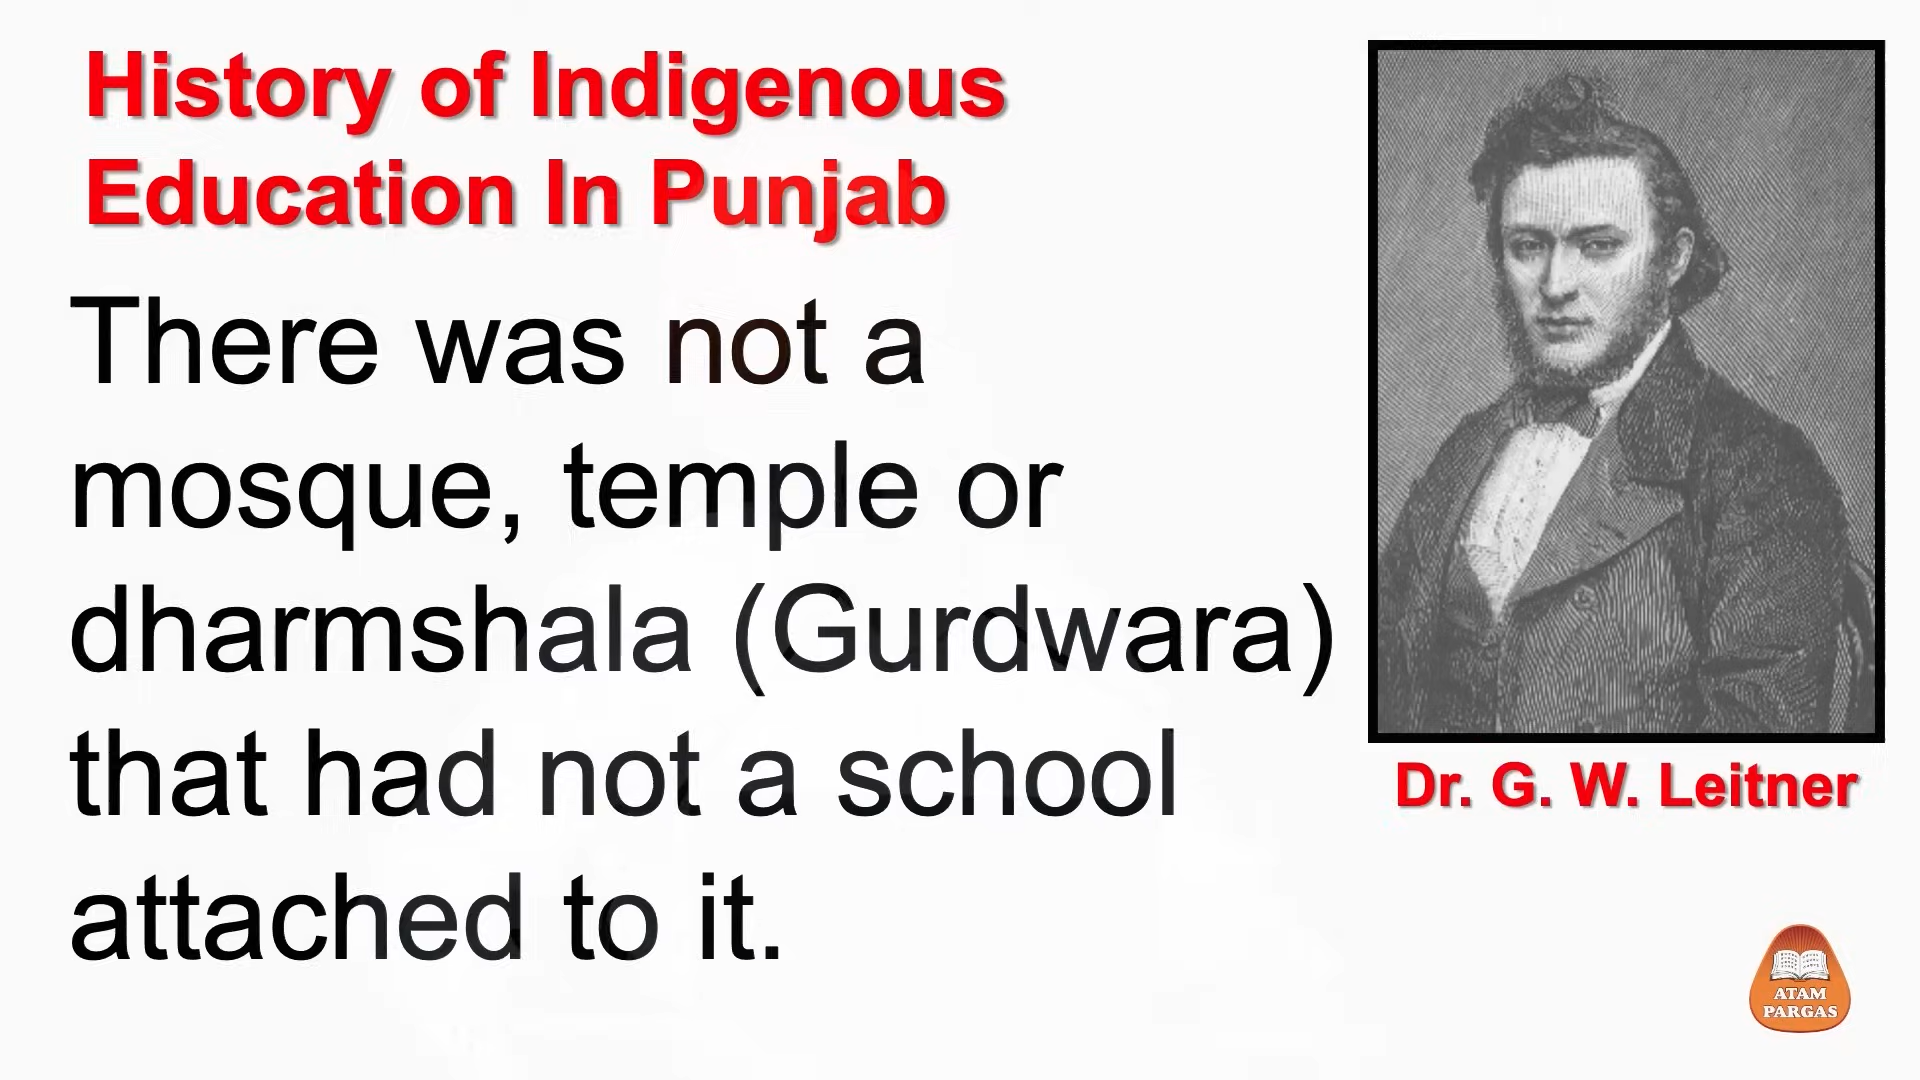 History of Indigenous
Education In Punjab
There was not a
mosque, temple or
dharmshala (Gurdwara)
that had not a school
attached to it.
Dr. G. W. Leitner
ATAM
PARGAS